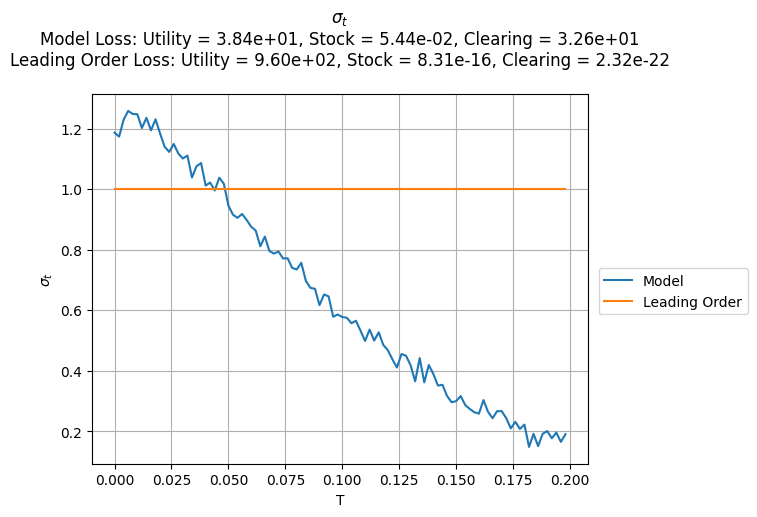 σt
Model Loss: Utility = 3.84e+01, Stock = 5.44e-02, Clearing = 3.26e+01
Leading Order Loss: Utility = 9.60e+02, Stock = 8.31e-16, Clearing = 2.32e-22
1.2
1.0
0.8
0.6
0.4
0.2
σt
0.000 0.025 0.050 0.075 0.100 0.125 0.150 0.175 0.200
T
Model
Leading Order